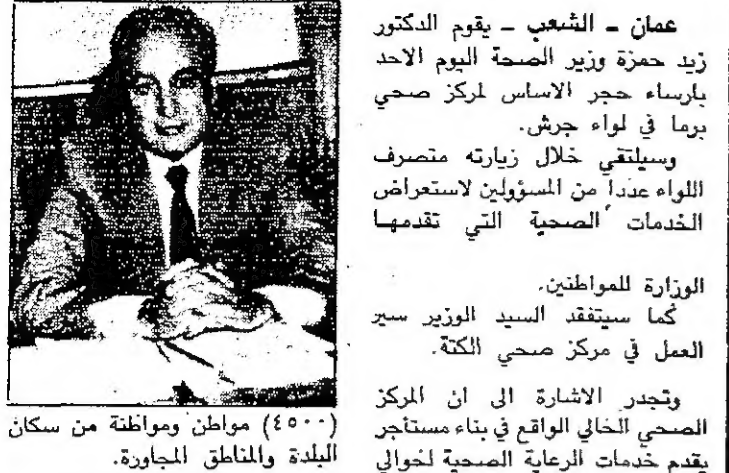 عمان ـ الشعب ـ يقوم الدكتور
زيد حمزة وزير الصحة اليوم الاحد
بارساء حجر الاساس لمركز صحي
برما في لواء جرش.
وسيلتقي خلال زيارته متصرف
اللواء عدداً من المسؤولين لاستعراض
الخدمات الصحية التي تقدمها
الوزارة للمواطنين.
كما سيتفقد السيد الوزير سير
العمل في مركز صحي الكتة.
وتجدر الاشارة الى ان المركز
الصحي الخالي الواقع في بناء مستأجر
يقدم خدمات الرعاية الصحية لحوالي
(٤٥٠٠) مواطن ومواطنة من سكان
البلدة والمناطق المجاورة.